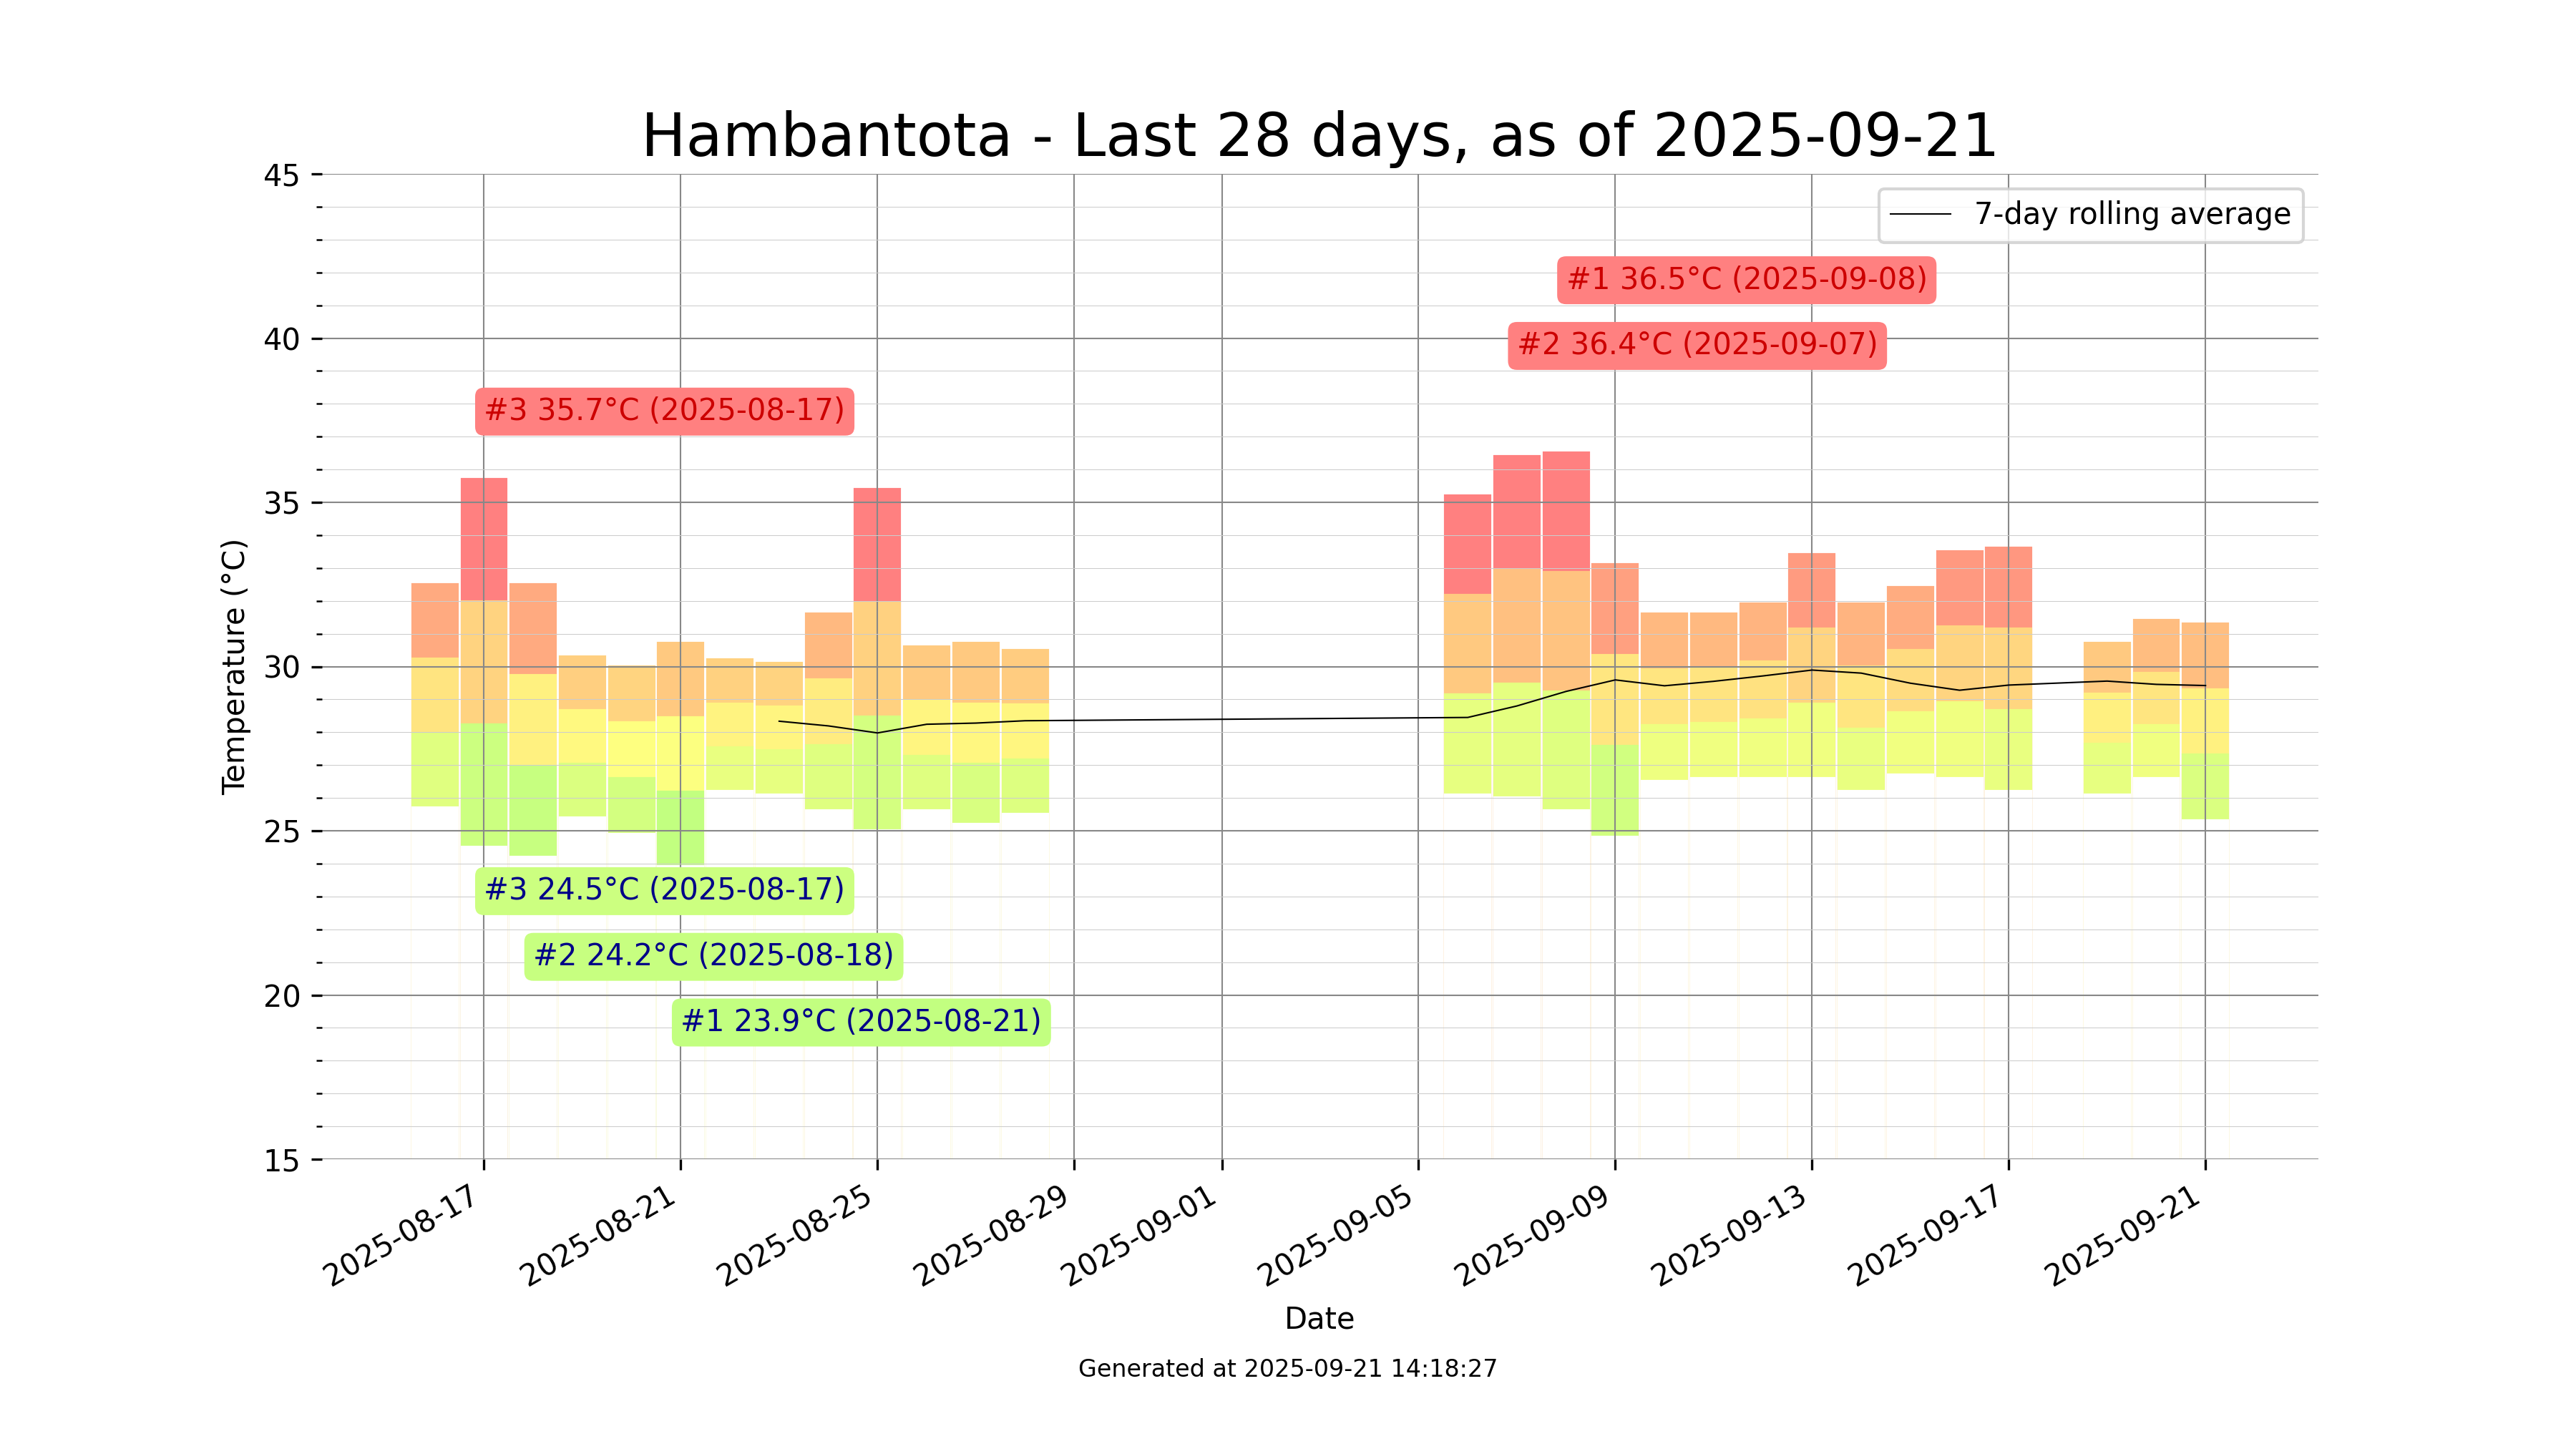 Hambantota - Last 28 days, as of 2025-09-21
7-day rolling average
#1 36.5°C (2025-09-08)
#2 36.4°C (2025-09-07)
#3 35.7°C (2025-08-17)
#3 24.5°C (2025-08-17)
#2 24.2°C (2025-08-18)
#1 23.9°C (2025-08-21)
Temperature (°C)
45
40
35
30
25
20
15
2025-08-17
2025-08-21
2025-08-25
2025-08-29
2025-09-01
2025-09-05
2025-09-09
2025-09-13
2025-09-17
2025-09-21
Date
Generated at 2025-09-21 14:18:27